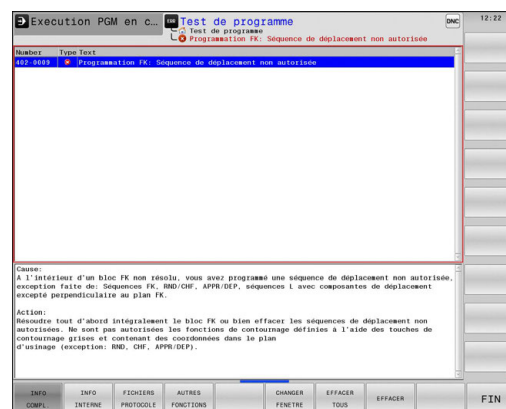 Execution PGM en c...
Test de programme
DNC
12:22
Test de programme
Programmation FK: Séquence de déplacement non autorisée
Number Type Text
402-0009 Programmation FK: Séquence de déplacement non autorisée
Cause:
A l'intérieur d'un bloc FK non résolu, vous avez programmé une séquence de déplacement non autorisée,
exception faite de: Séquences FK, RND/CHF, APPR/DEP, séquences L avec composantes de déplacement
excepté perpendiculaire au plan FK.
Action:
Résoudre tout d'abord intégralement le bloc FK ou bien effacer les séquences de déplacement non
autorisées. Ne sont pas autorisées les fonctions de contournage définies à l'aide des touches de
contournage grises et contenant des coordonnées dans le plan
d'usinage (exception: RND, CHF, APPR/DEP).
INFO COMPL.
INFO INTERNE
FICHIERS PROTOCOLE
AUTRES FONCTIONS
CHANGER FENETRE
EFFACER TOUS
EFFACER
FIN